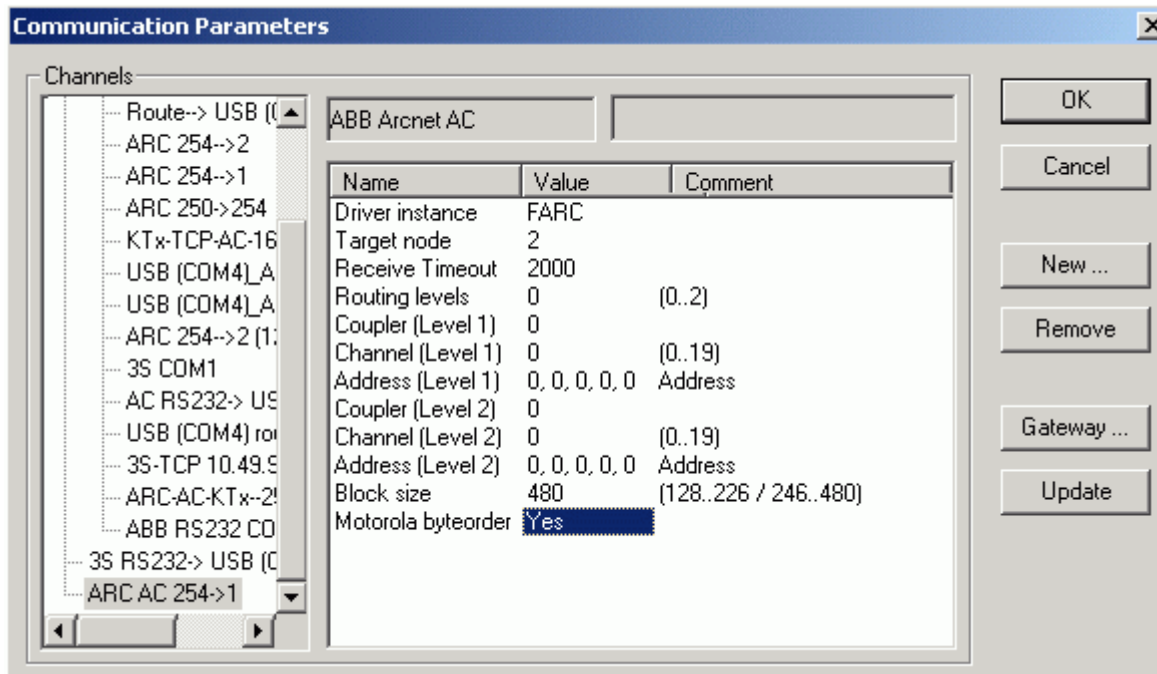 Communication Parameters
Channels
Route--> USB (
ARC 254-->2
ARC 254-->1
ARC 250->254
KTx-TCP-AC-16
USB (COM4)_A
USB (COM4)_A
ARC 254-->2 (1
3S COM1
AC RS232-> US
USB (COM4) ro
3S-TCP 10.49.9
ARC-AC-KTx--2
ABB RS232 CO
3S RS232-> USB (
ARC AC 254->1
ABB Arcnet AC
Name Value Comment
Driver instance FARC
Target node 2
Receive Timeout 2000
Routing levels 0 (0..2)
Coupler (Level 1) 0
Channel (Level 1) 0 (0..19)
Address (Level 1) 0, 0, 0, 0, 0 Address
Coupler (Level 2) 0
Channel (Level 2) 0 (0..19)
Address (Level 2) 0, 0, 0, 0, 0 Address
Block size 480 (128..226 / 246..480)
Motorola byteorder Yes
OK
Cancel
New ...
Remove
Gateway ...
Update